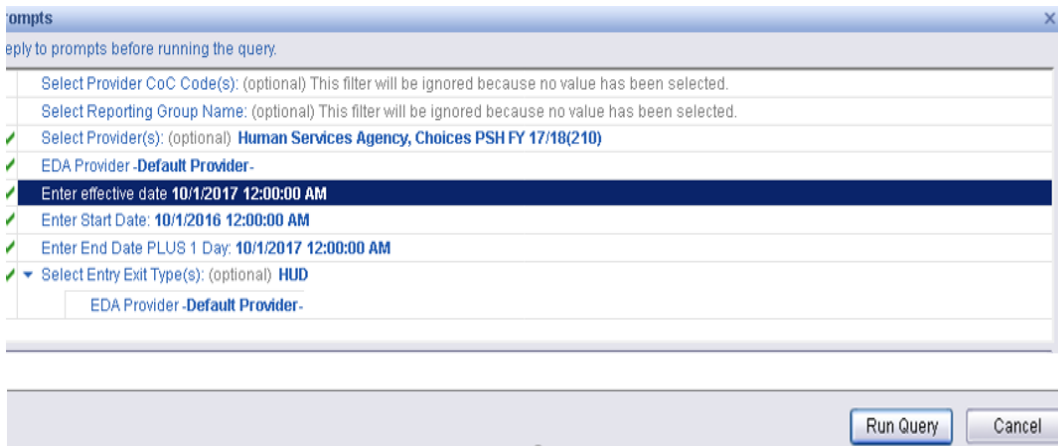 ompts
eply to prompts before running the query.
Select Provider CoC Code(s): (optional) This filter will be ignored because no value has been selected.
Select Reporting Group Name: (optional) This filter will be ignored because no value has been selected.
Select Provider(s): (optional) Human Services Agency, Choices PSH FY 17/18(210)
EDA Provider -Default Provider-
Enter effective date 10/1/2017 12:00:00 AM
Enter Start Date: 10/1/2016 12:00:00 AM
Enter End Date PLUS 1 Day: 10/1/2017 12:00:00 AM
Select Entry Exit Type(s): (optional) HUD
EDA Provider -Default Provider-
Run Query Cancel